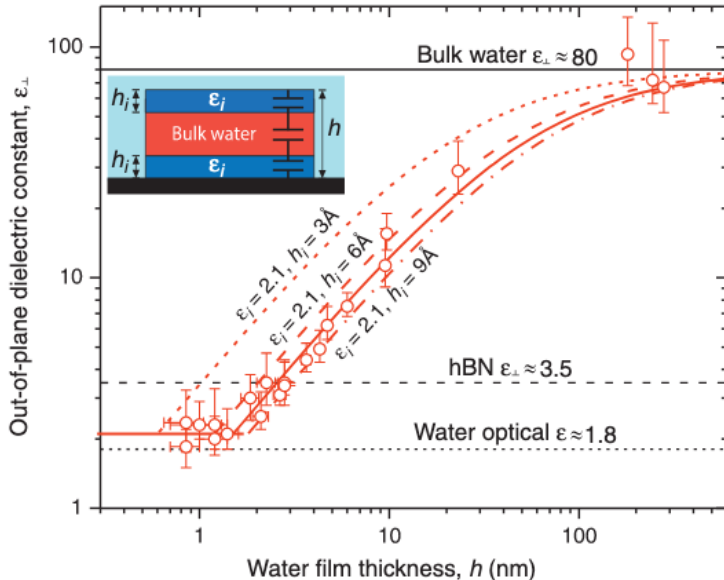 100
10
1
Out-of-plane dielectric constant, ε⊥
Bulk water ε⊥ ≈ 80
hᵢ
εᵢ
Bulk water
h
hᵢ
εᵢ
εᵢ = 2.1, hᵢ = 3Å
εᵢ = 2.1, hᵢ = 6Å
εᵢ = 2.1, hᵢ = 9Å
hBN ε⊥ ≈ 3.5
Water optical ε ≈ 1.8
1
10
100
Water film thickness, h (nm)